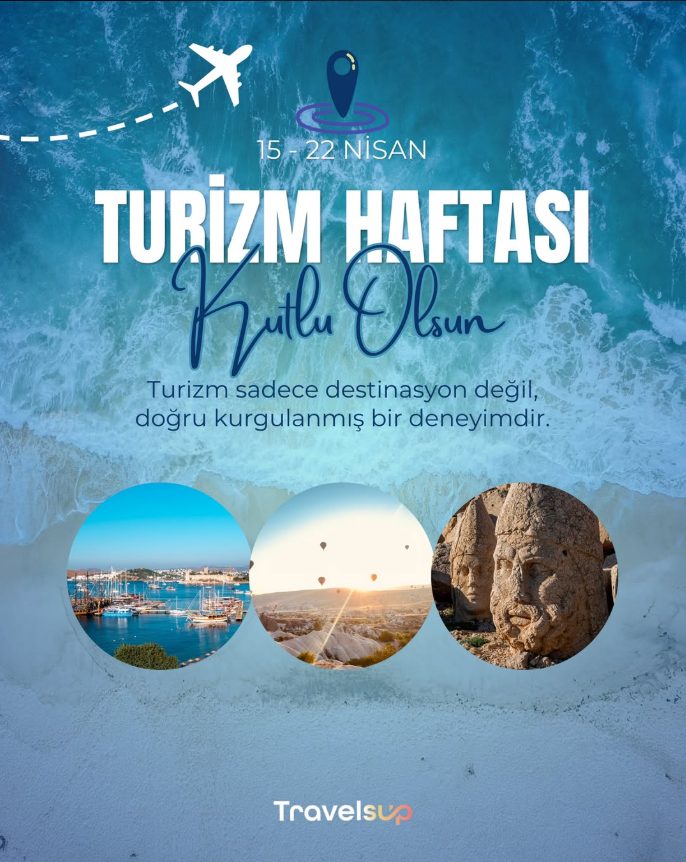 15 - 22 NİSAN
TURİZM HAFTASI
Kutlu Olsun
Turizm sadece destinasyon değil,
doğru kurgulanmış bir deneyimdir.
Travelsup